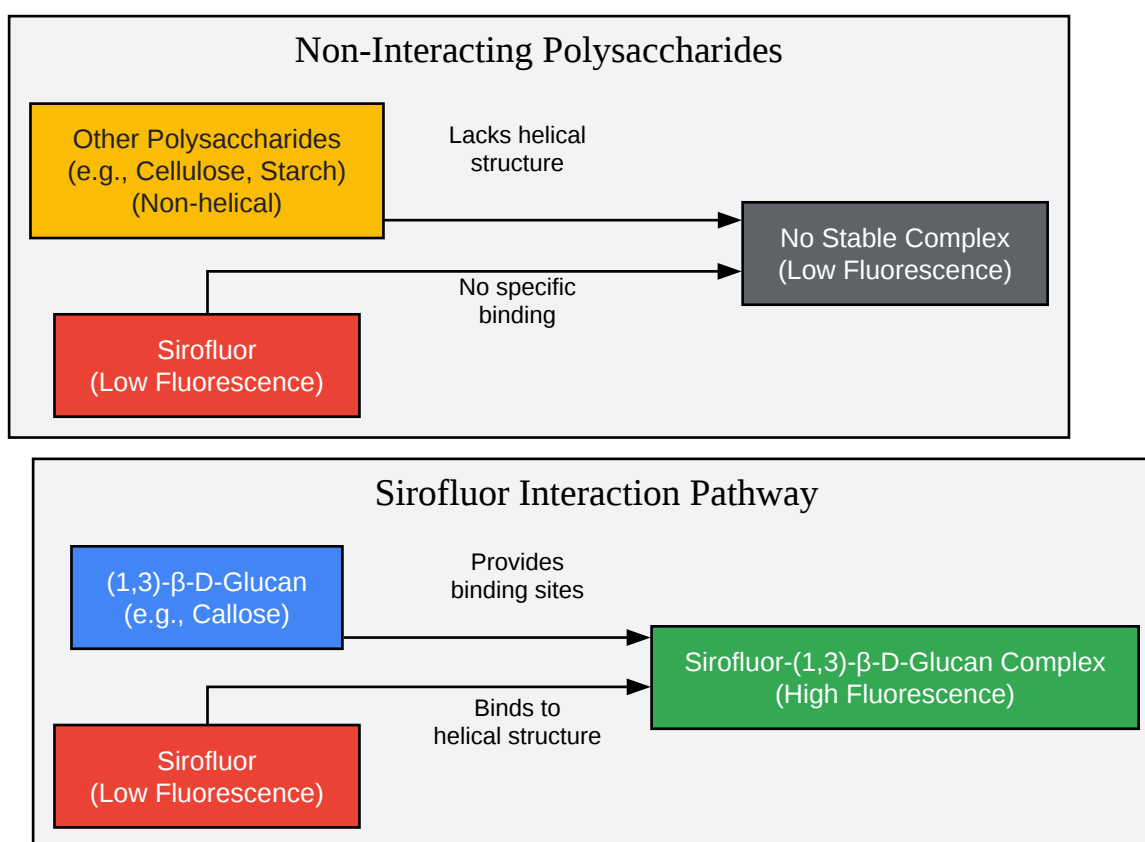 Non-Interacting Polysaccharides
Other Polysaccharides
(e.g., Cellulose, Starch)
(Non-helical)
Lacks helical
structure
No Stable Complex
(Low Fluorescence)
No specific
binding
Sirofluor
(Low Fluorescence)
Sirofluor Interaction Pathway
(1,3)-β-D-Glucan
(e.g., Callose)
Provides
binding sites
Sirofluor-(1,3)-β-D-Glucan Complex
(High Fluorescence)
Binds to
helical structure
Sirofluor
(Low Fluorescence)